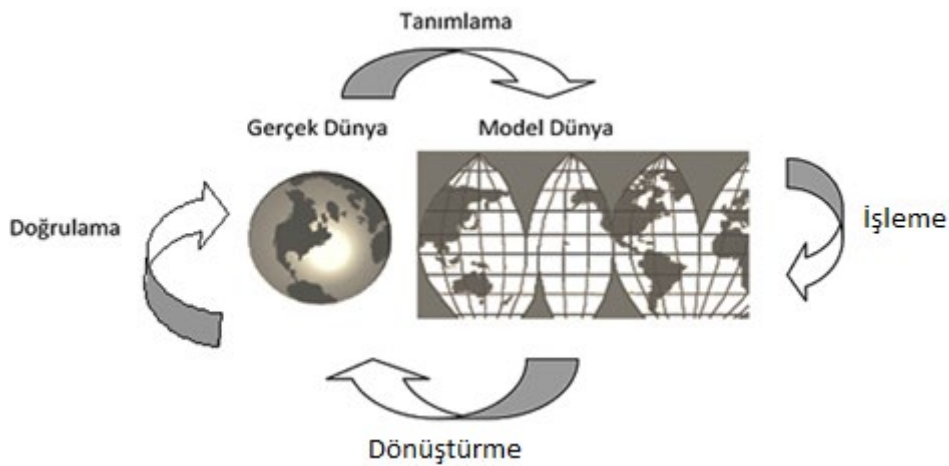 Tanımlama
Gerçek Dünya
Model Dünya
Doğrulama
İşleme
Dönüştürme